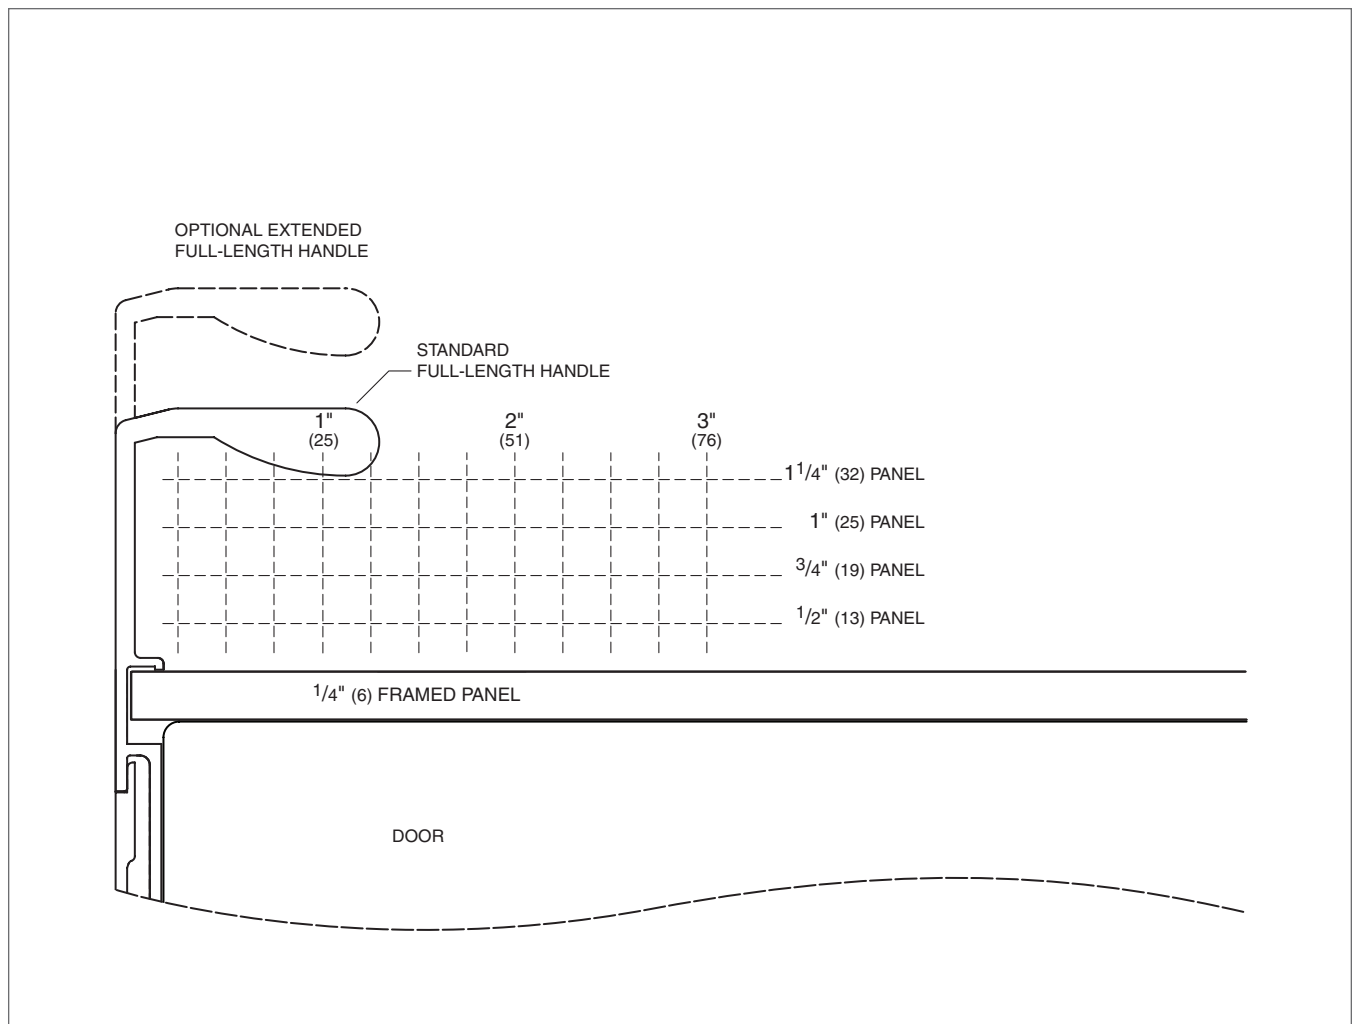 OPTIONAL EXTENDED
FULL-LENGTH HANDLE
STANDARD
FULL-LENGTH HANDLE
1" 2" 3"
(25) (51) (76)
1 1/4" (32) PANEL
1" (25) PANEL
3/4" (19) PANEL
1/2" (13) PANEL
1/4" (6) FRAMED PANEL
DOOR